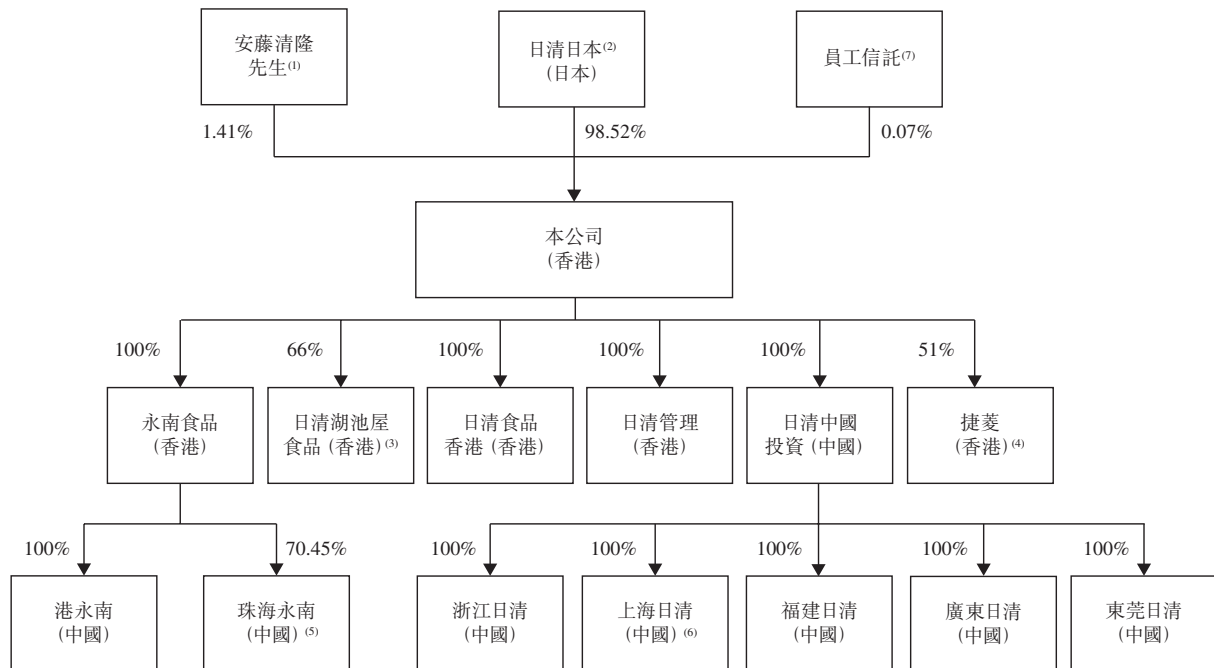 安藤清隆
先生(1)
日清日本(2)
(日本)
員工信託(7)
1.41%
98.52%
0.07%
本公司
(香港)
100%
66%
100%
100%
100%
51%
永南食品
(香港)
日清湖池屋
食品 (香港)(3)
日清食品
香港 (香港)
日清管理
(香港)
日清中國
投資 (中國)
捷菱
(香港)(4)
100%
70.45%
100%
100%
100%
100%
100%
港永南
(中國)
珠海永南
(中國)(5)
浙江日清
(中國)
上海日清
(中國)(6)
福建日清
(中國)
廣東日清
(中國)
東莞日清
(中國)